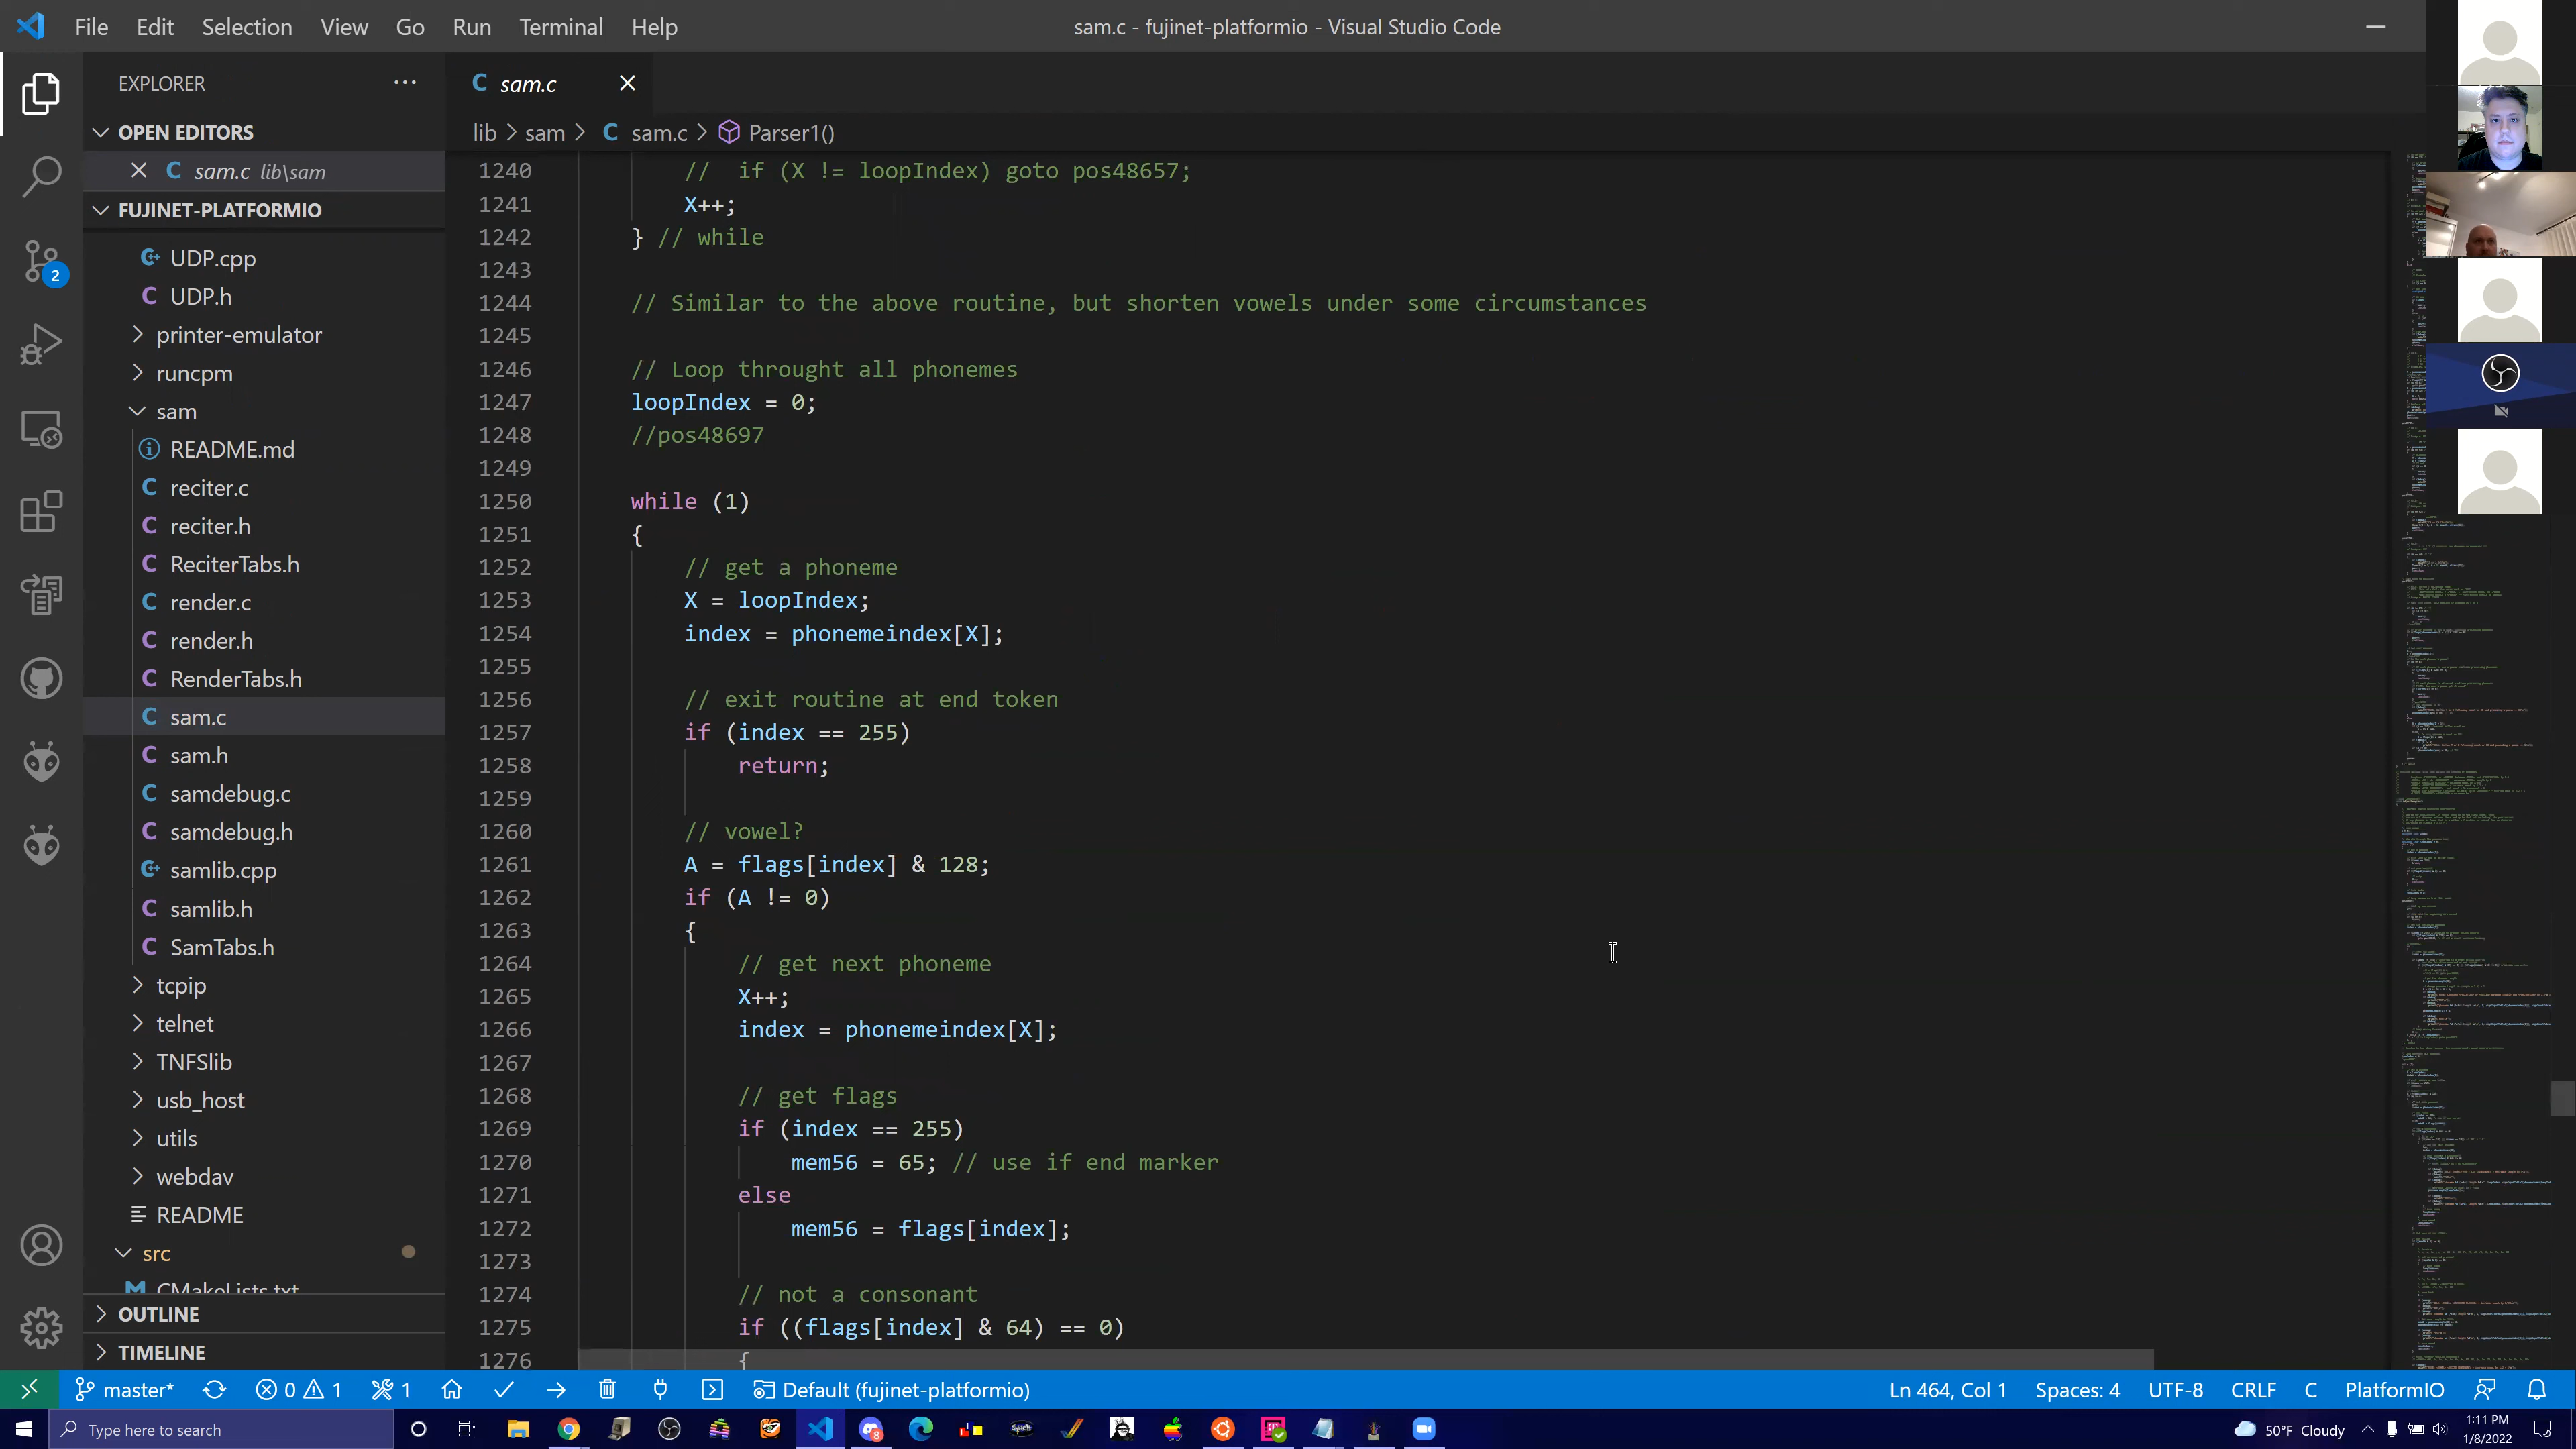 File Edit Selection View Go Run Terminal Help
sam.c - fujinet-platformio - Visual Studio Code
EXPLORER
OPEN EDITORS
sam.c lib\sam
FUJINET-PLATFORMIO
UDP.cpp
UDP.h
printer-emulator
runcpm
sam
README.md
reciter.c
reciter.h
ReciterTabs.h
render.c
render.h
RenderTabs.h
sam.c
sam.h
samdebug.c
samdebug.h
samlib.cpp
samlib.h
SamTabs.h
tcpip
telnet
TNFSlib
usb_host
utils
webdav
README
src
CMakeLists.txt
OUTLINE
TIMELINE
2
sam.c
lib > sam > C sam.c > Parser1()
1240 // if (X != loopIndex) goto pos48657;
1241 X++;
1242 } // while
1243
1244 // Similar to the above routine, but shorten vowels under some circumstances
1245
1246 // Loop throught all phonemes
1247 loopIndex = 0;
1248 //pos48697
1249
1250 while (1)
1251 {
1252 // get a phoneme
1253 X = loopIndex;
1254 index = phonemeindex[X];
1255
1256 // exit routine at end token
1257 if (index == 255)
1258 return;
1259
1260 // vowel?
1261 A = flags[index] & 128;
1262 if (A != 0)
1263 {
1264 // get next phoneme
1265 X++;
1266 index = phonemeindex[X];
1267
1268 // get flags
1269 if (index == 255)
1270 mem56 = 65; // use if end marker
1271 else
1272 mem56 = flags[index];
1273
1274 // not a consonant
1275 if ((flags[index] & 64) == 0)
1276 {
master* 0 1 1 Default (fujinet-platformio) Ln 464, Col 1 Spaces: 4 UTF-8 CRLF C PlatformIO
Type here to search
50°F Cloudy
1:11 PM
1/8/2022